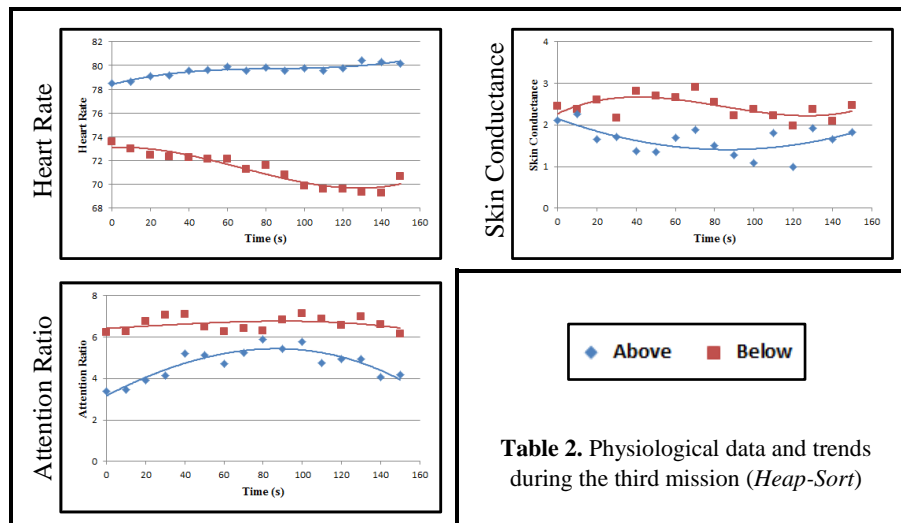 Heart Rate
Heart Rate
82
80
78
76
74
72
70
68
0 20 40 60 80 100 120 140 160
Time (s)
Skin Conductance
Skin Conductance
4
3
2
1
0
0 20 40 60 80 100 120 140 160
Time (s)
Attention Ratio
Attention Ratio
8
6
4
2
0
0 20 40 60 80 100 120 140 160
Time (s)
Above Below
Table 2. Physiological data and trends
during the third mission (Heap-Sort)